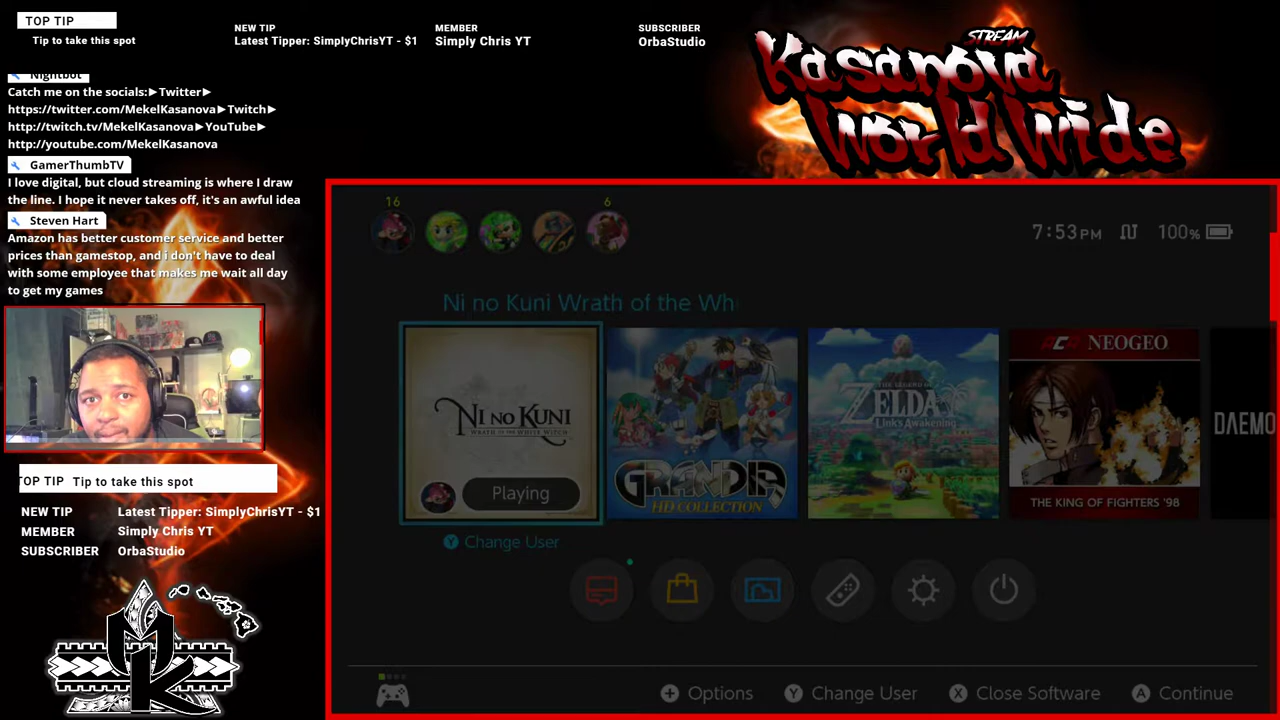 TOP TIP
Tip to take this spot
NEW TIP
Latest Tipper: SimplyChrisYT - $1
MEMBER
Simply Chris YT
SUBSCRIBER
OrbaStudio
STREAM
Kasanova
World Wide
Nightbot
Catch me on the socials:►Twitter►
https://twitter.com/MekelKasanova►Twitch►
http://twitch.tv/MekelKasanova►YouTube►
http://youtube.com/MekelKasanova
GamerThumbTV
I love digital, but cloud streaming is where I draw
the line. I hope it never takes off, it's an awful idea
Steven Hart
Amazon has better customer service and better
prices than gamestop, and i don't have to deal
with some employee that makes me wait all day
to get my games
TOP TIP Tip to take this spot
NEW TIP Latest Tipper: SimplyChrisYT - $1
MEMBER Simply Chris YT
SUBSCRIBER OrbaStudio
MK
16
6
7:53 PM 100%
Ni no Kuni Wrath of the Wh
NI NO KUNI
WRATH OF THE WHITE WITCH
Playing
GRANDIA
HD COLLECTION
THE LEGEND OF
ZELDA
Link's Awakening
NEOGEO
THE KING OF FIGHTERS '98
DAEMO
Y Change User
+ Options
Y Change User
X Close Software
A Continue